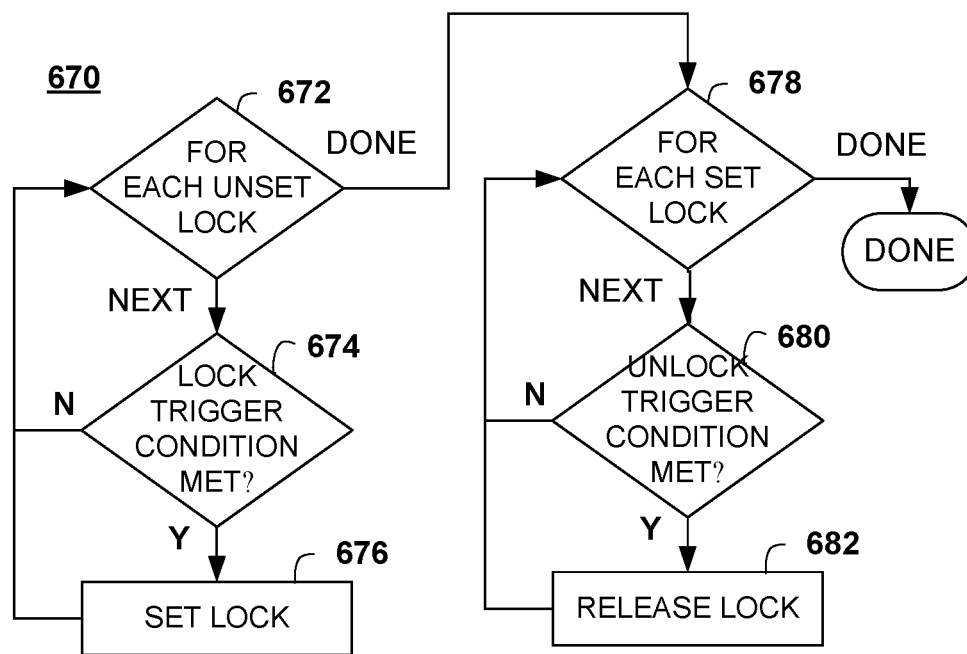 670
672
FOR
EACH UNSET
LOCK
DONE
NEXT
674
LOCK
TRIGGER
CONDITION
MET?
N
Y
676
SET LOCK
678
FOR
EACH SET
LOCK
DONE
DONE
NEXT
680
UNLOCK
TRIGGER
CONDITION
MET?
N
Y
682
RELEASE LOCK